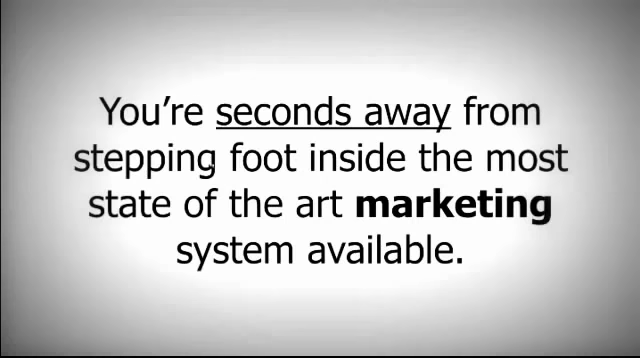 You’re seconds away from
stepping foot inside the most
state of the art marketing
system available.